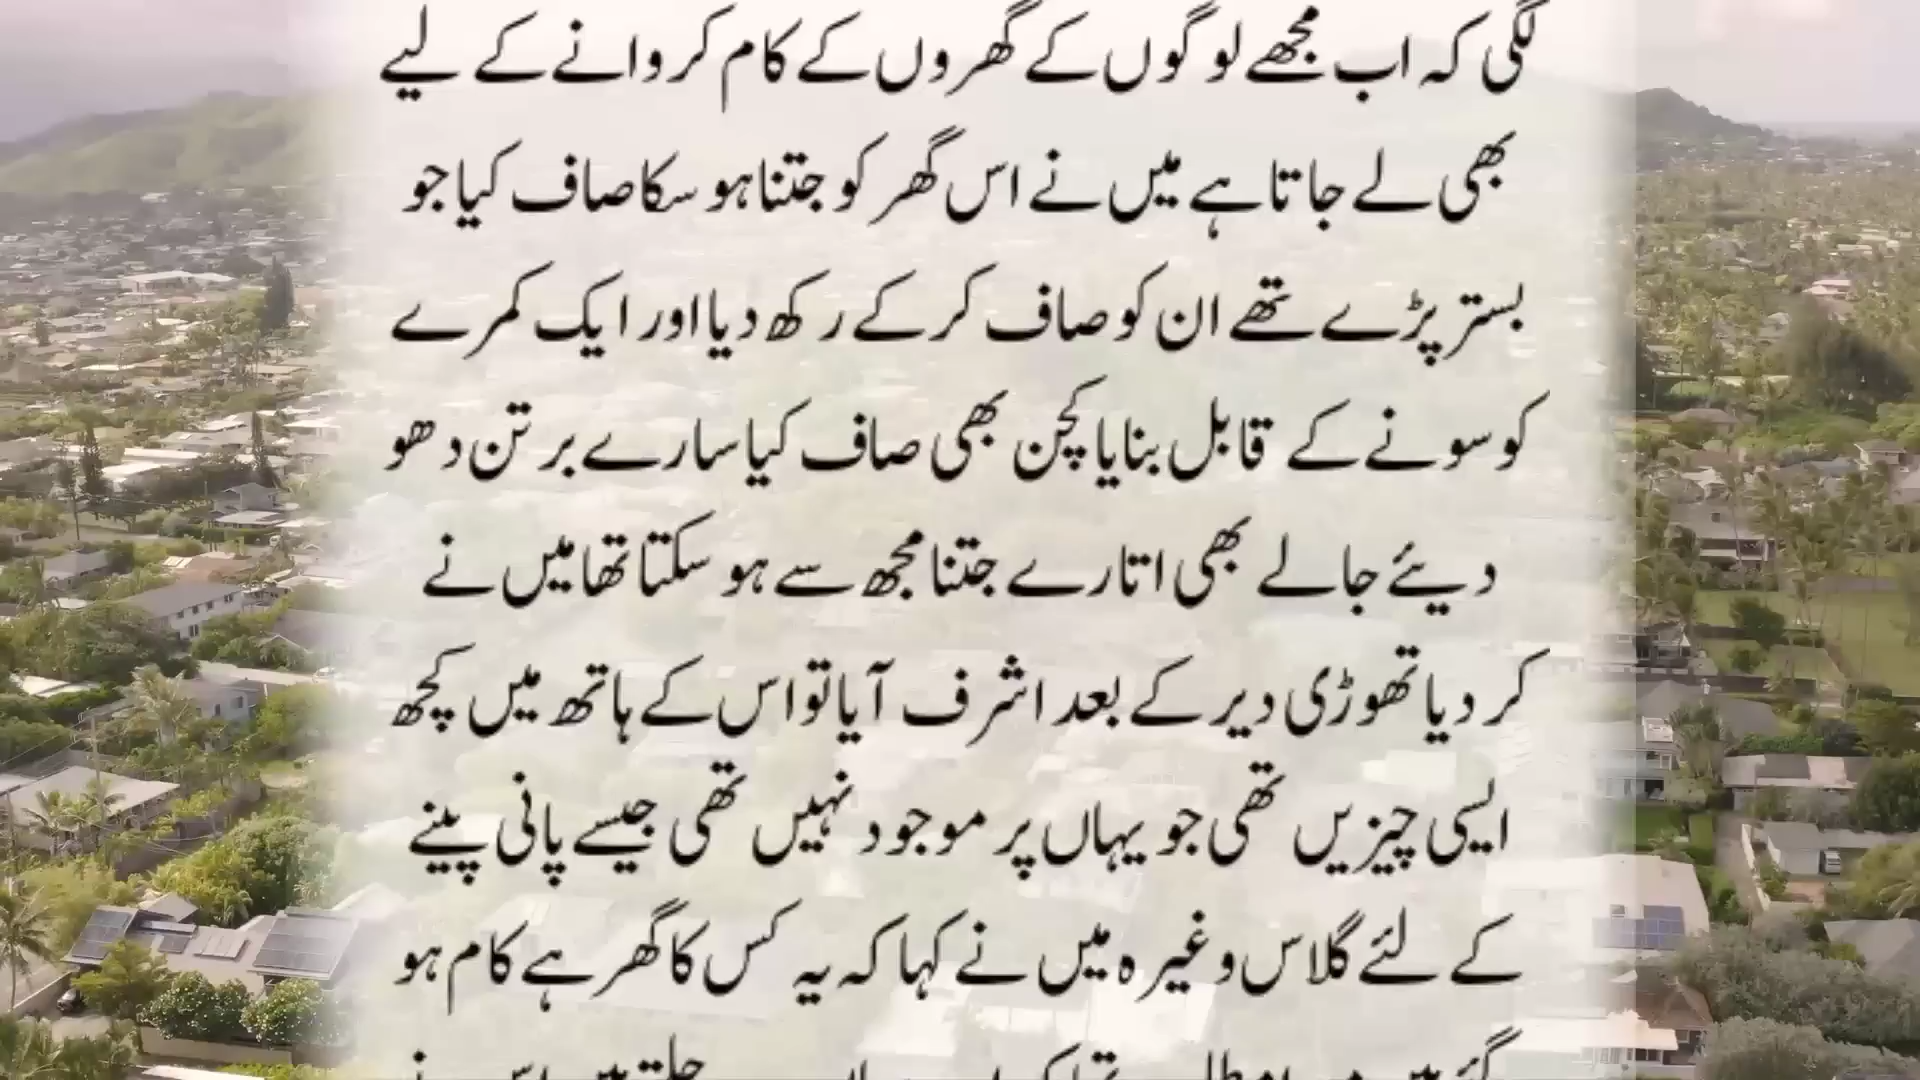 لگی کہ اب مجھے لوگوں کے گھروں کے کام کروانے کے لیے
بھی لے جاتا ہے میں نے اس گھر کو جتنا ہو سکا صاف کیا جو
بستر پڑے تھے ان کو صاف کر کے رکھ دیا اور ایک کمرے
کو سونے کے قابل بنایا کچن بھی صاف کیا سارے برتن دھو
دیئے جالے بھی اتارے جتنا مجھ سے ہو سکتا تھا میں نے
کر دیا تھوڑی دیر کے بعد اشرف آیا تو اس کے ہاتھ میں کچھ
ایسی چیزیں تھی جو یہاں پر موجود نہیں تھی جیسے پانی پینے
کے لئے گلاس وغیرہ میں نے کہا کہ یہ کس کا گھر ہے کام ہو